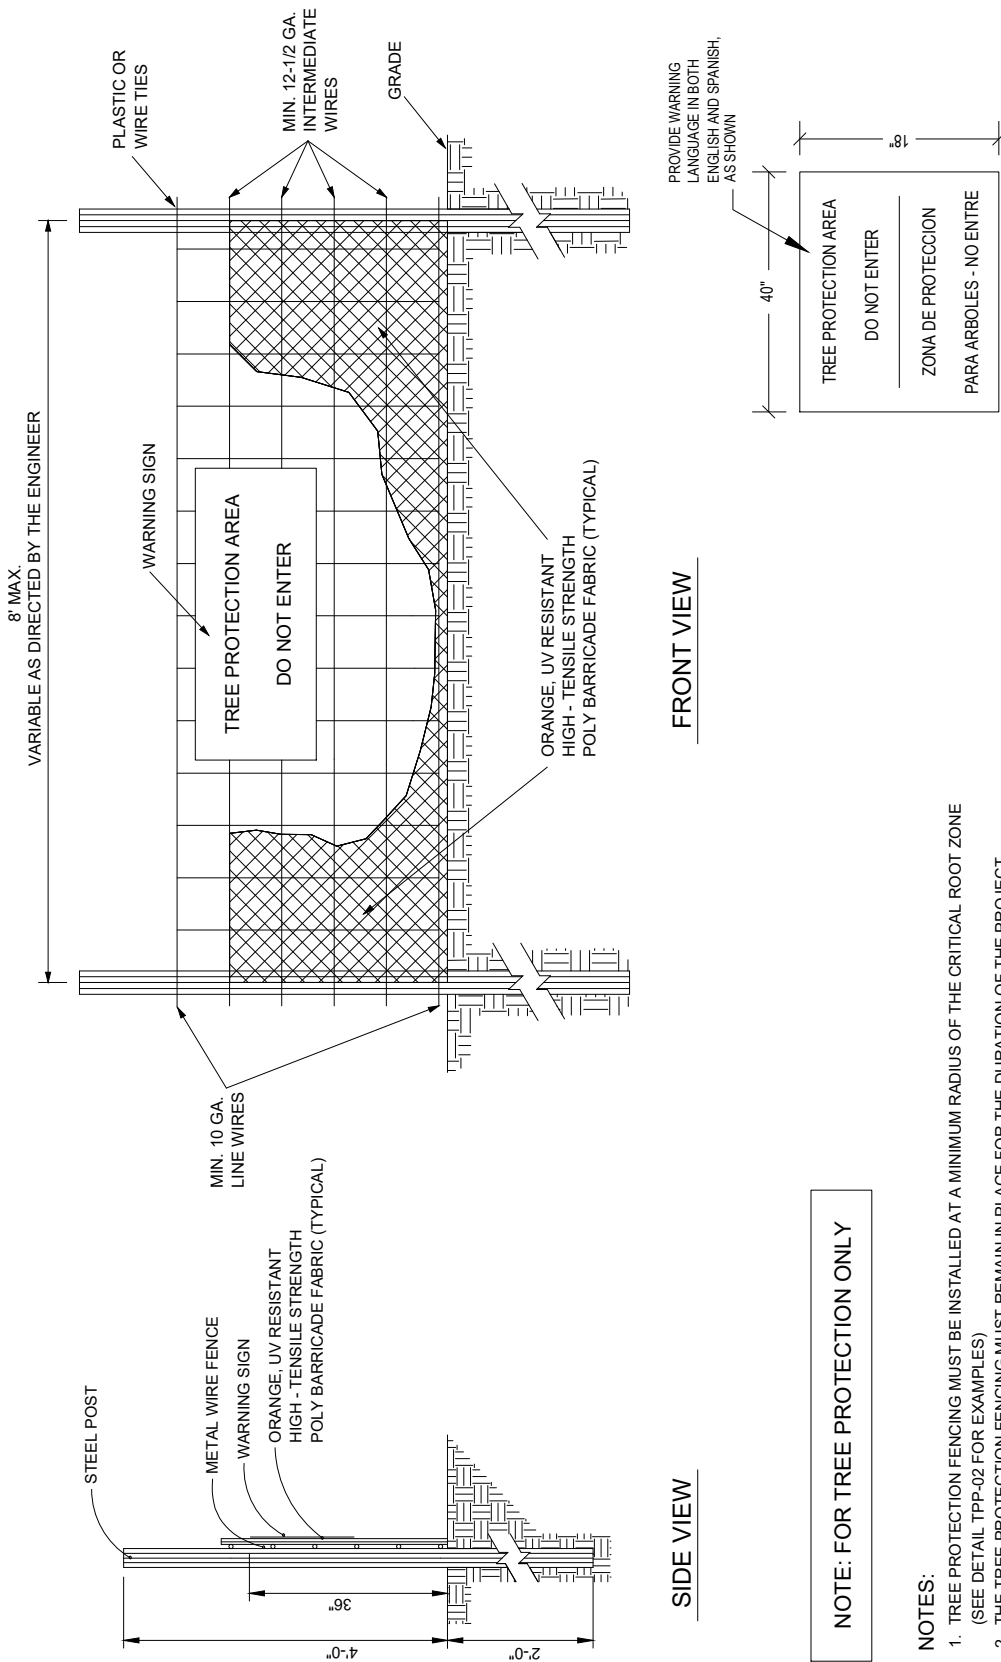 8' MAX.
VARIABLE AS DIRECTED BY THE ENGINEER
STEEL POST
METAL WIRE FENCE
WARNING SIGN
ORANGE, UV RESISTANT
HIGH - TENSILE STRENGTH
POLY BARRICADE FABRIC (TYPICAL)
4'-0"
36"
2'-0"
SIDE VIEW
MIN. 10 GA.
LINE WIRES
WARNING SIGN
TREE PROTECTION AREA
DO NOT ENTER
PLASTIC OR
WIRE TIES
MIN. 12-1/2 GA.
INTERMEDIATE
WIRES
GRADE
ORANGE, UV RESISTANT
HIGH - TENSILE STRENGTH
POLY BARRICADE FABRIC (TYPICAL)
FRONT VIEW
PROVIDE WARNING
LANGUAGE IN BOTH
ENGLISH AND SPANISH,
AS SHOWN
40"
18"
TREE PROTECTION AREA
DO NOT ENTER
ZONA DE PROTECCION
PARA ARBOLES - NO ENTRE
NOTE: FOR TREE PROTECTION ONLY
NOTES:
1. TREE PROTECTION FENCING MUST BE INSTALLED AT A MINIMUM RADIUS OF THE CRITICAL ROOT ZONE
(SEE DETAIL TPP-02 FOR EXAMPLES)
2. THE TREE PROTECTION FENCING MUST REMAIN IN PLACE FOR THE DURATION OF THE PROJECT